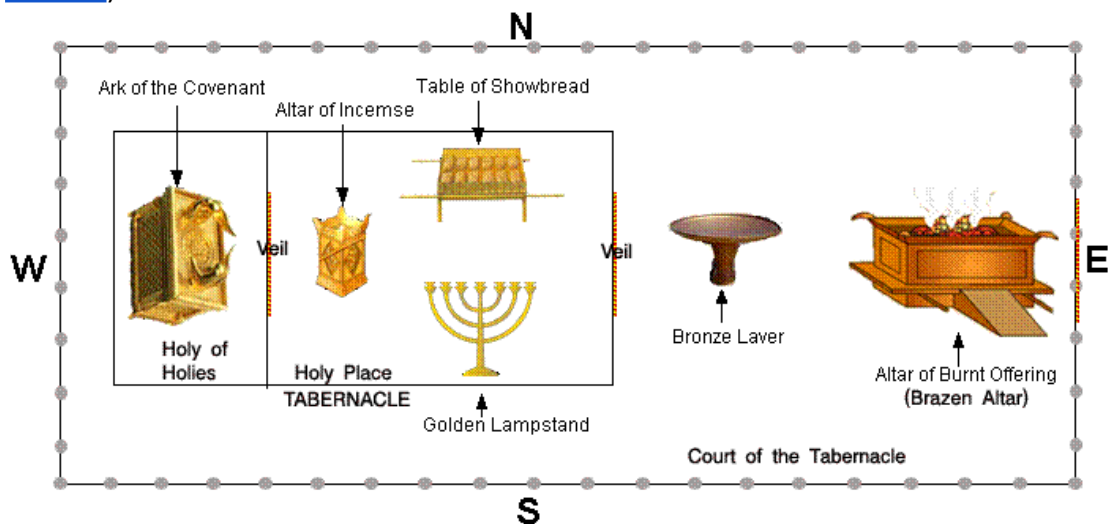 N
Ark of the Covenant
Table of Showbread
Altar of Incemse
Veil
Veil
W
E
Bronze Laver
Holy of
Holies
Holy Place
TABERNACLE
Altar of Burnt Offering
(Brazen Altar)
Golden Lampstand
Court of the Tabernacle
S